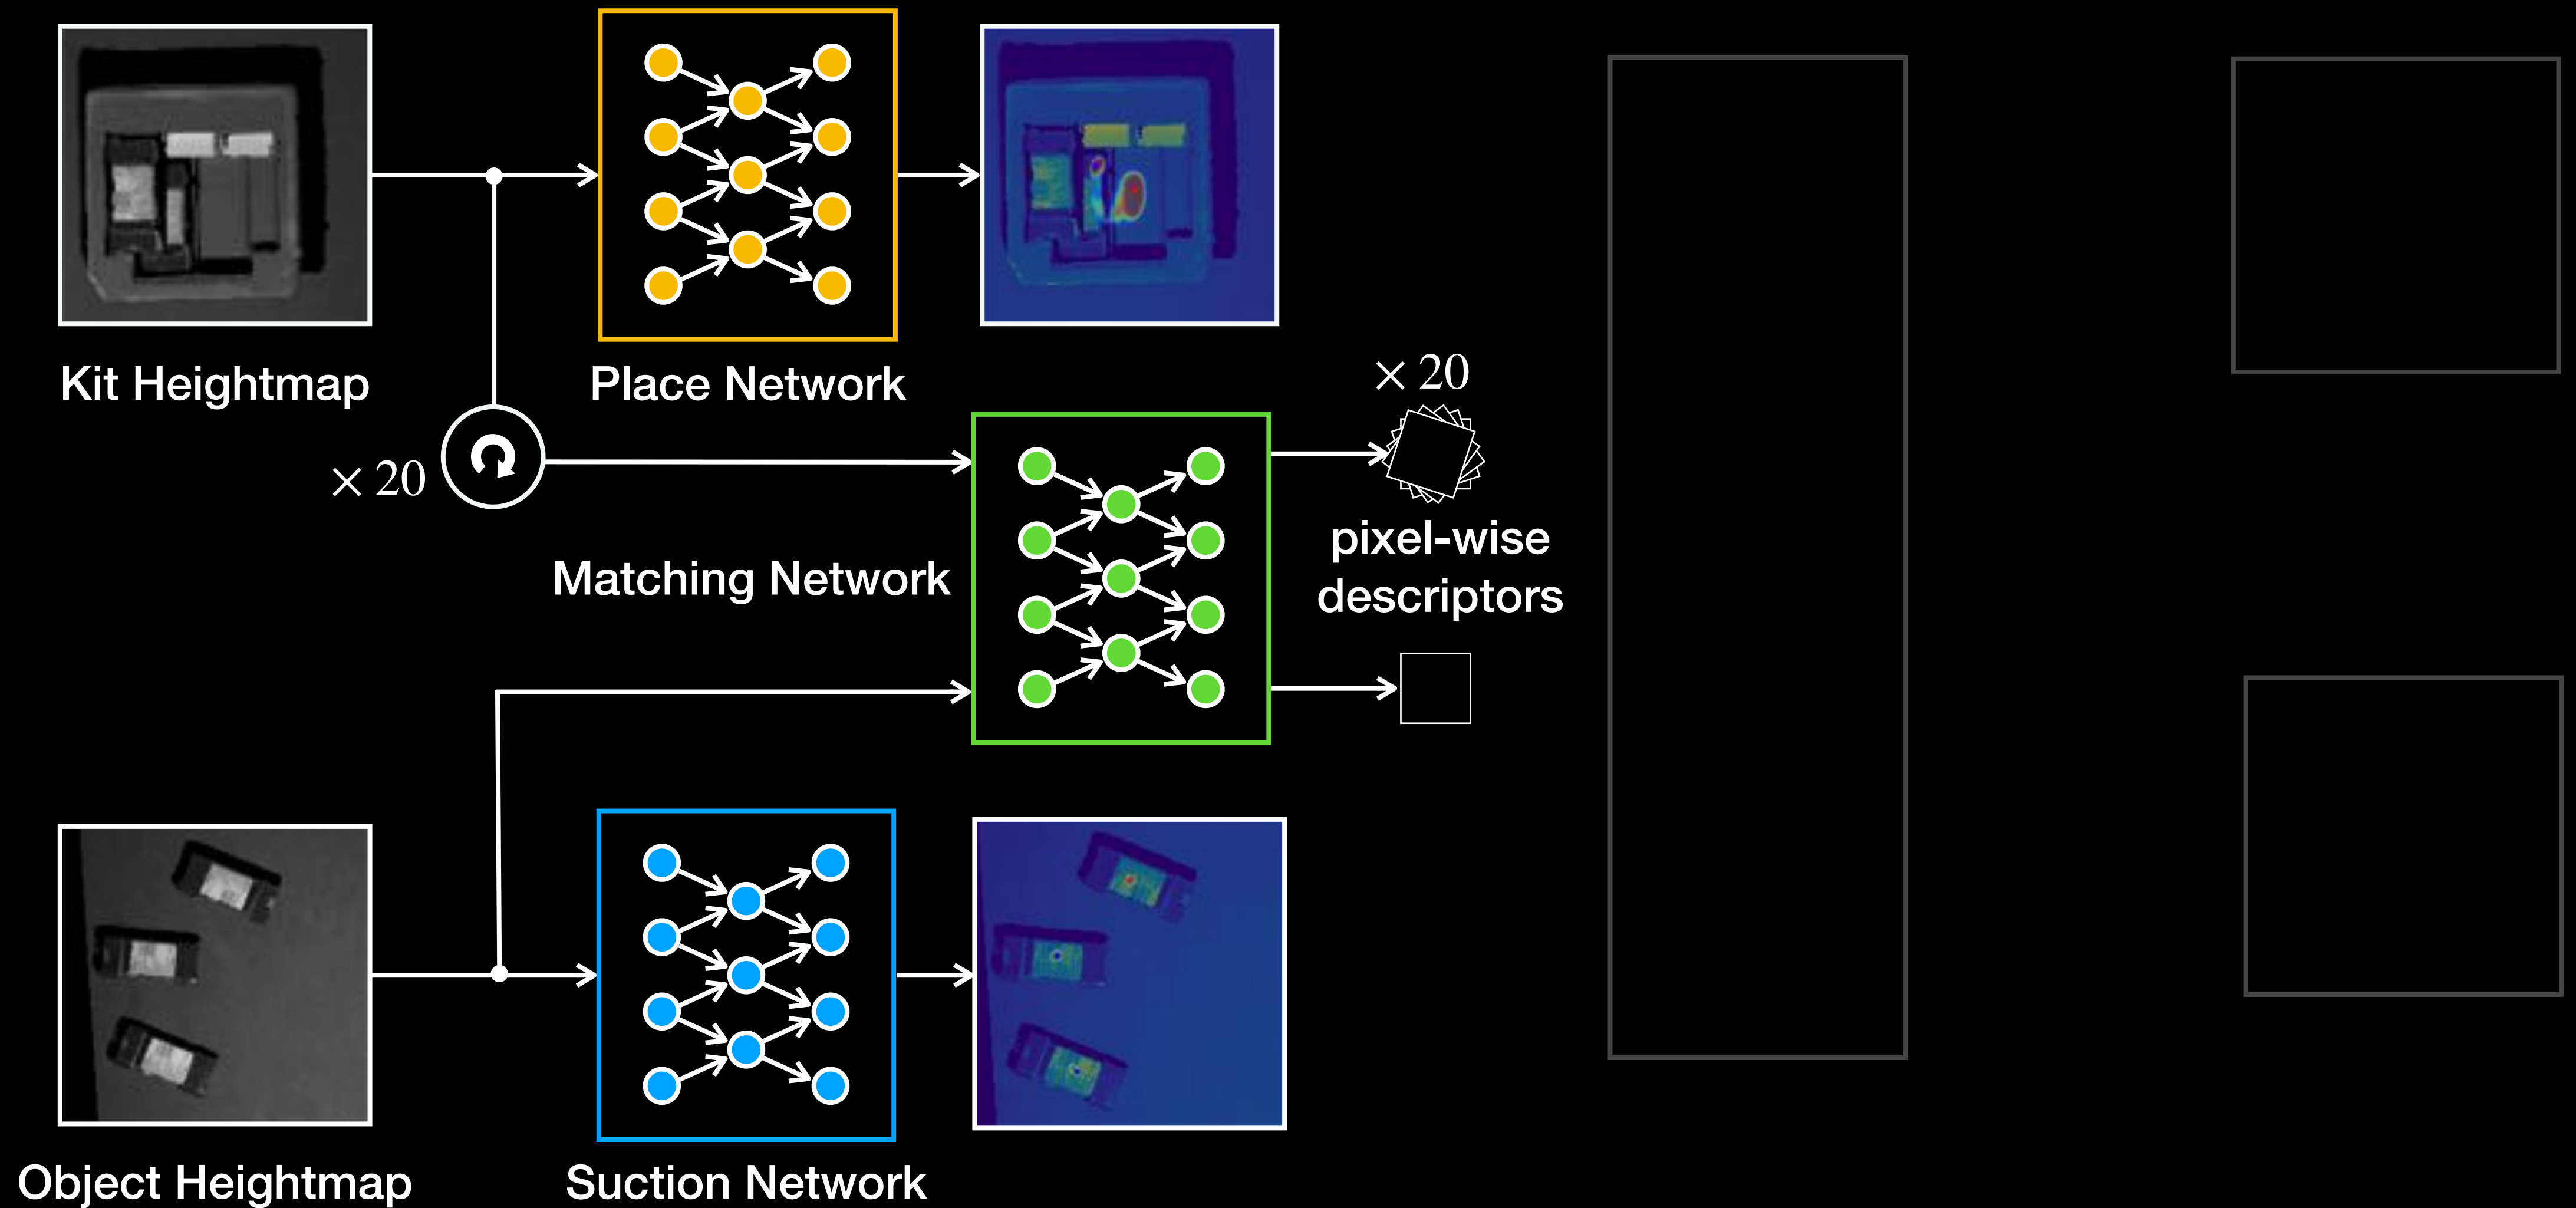 Kit Heightmap
Place Network
× 20
× 20
pixel-wise
descriptors
Matching Network
Object Heightmap
Suction Network